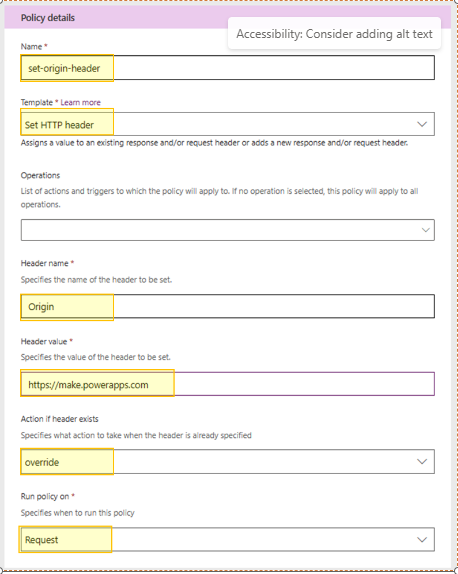 Policy details
Accessibility: Consider adding alt text
Name *
set-origin-header
Template * Learn more
Set HTTP header
Assigns a value to an existing response and/or request header or adds a new response and/or request header.
Operations
List of actions and triggers to which the policy will apply to. If no operation is selected, this policy will apply to all
operations.
Header name *
Specifies the name of the header to be set.
Origin
Header value *
Specifies the value of the header to be set.
https://make.powerapps.com
Action if header exists
Specifies what action to take when the header is already specified
override
Run policy on *
Specifies when to run this policy
Request